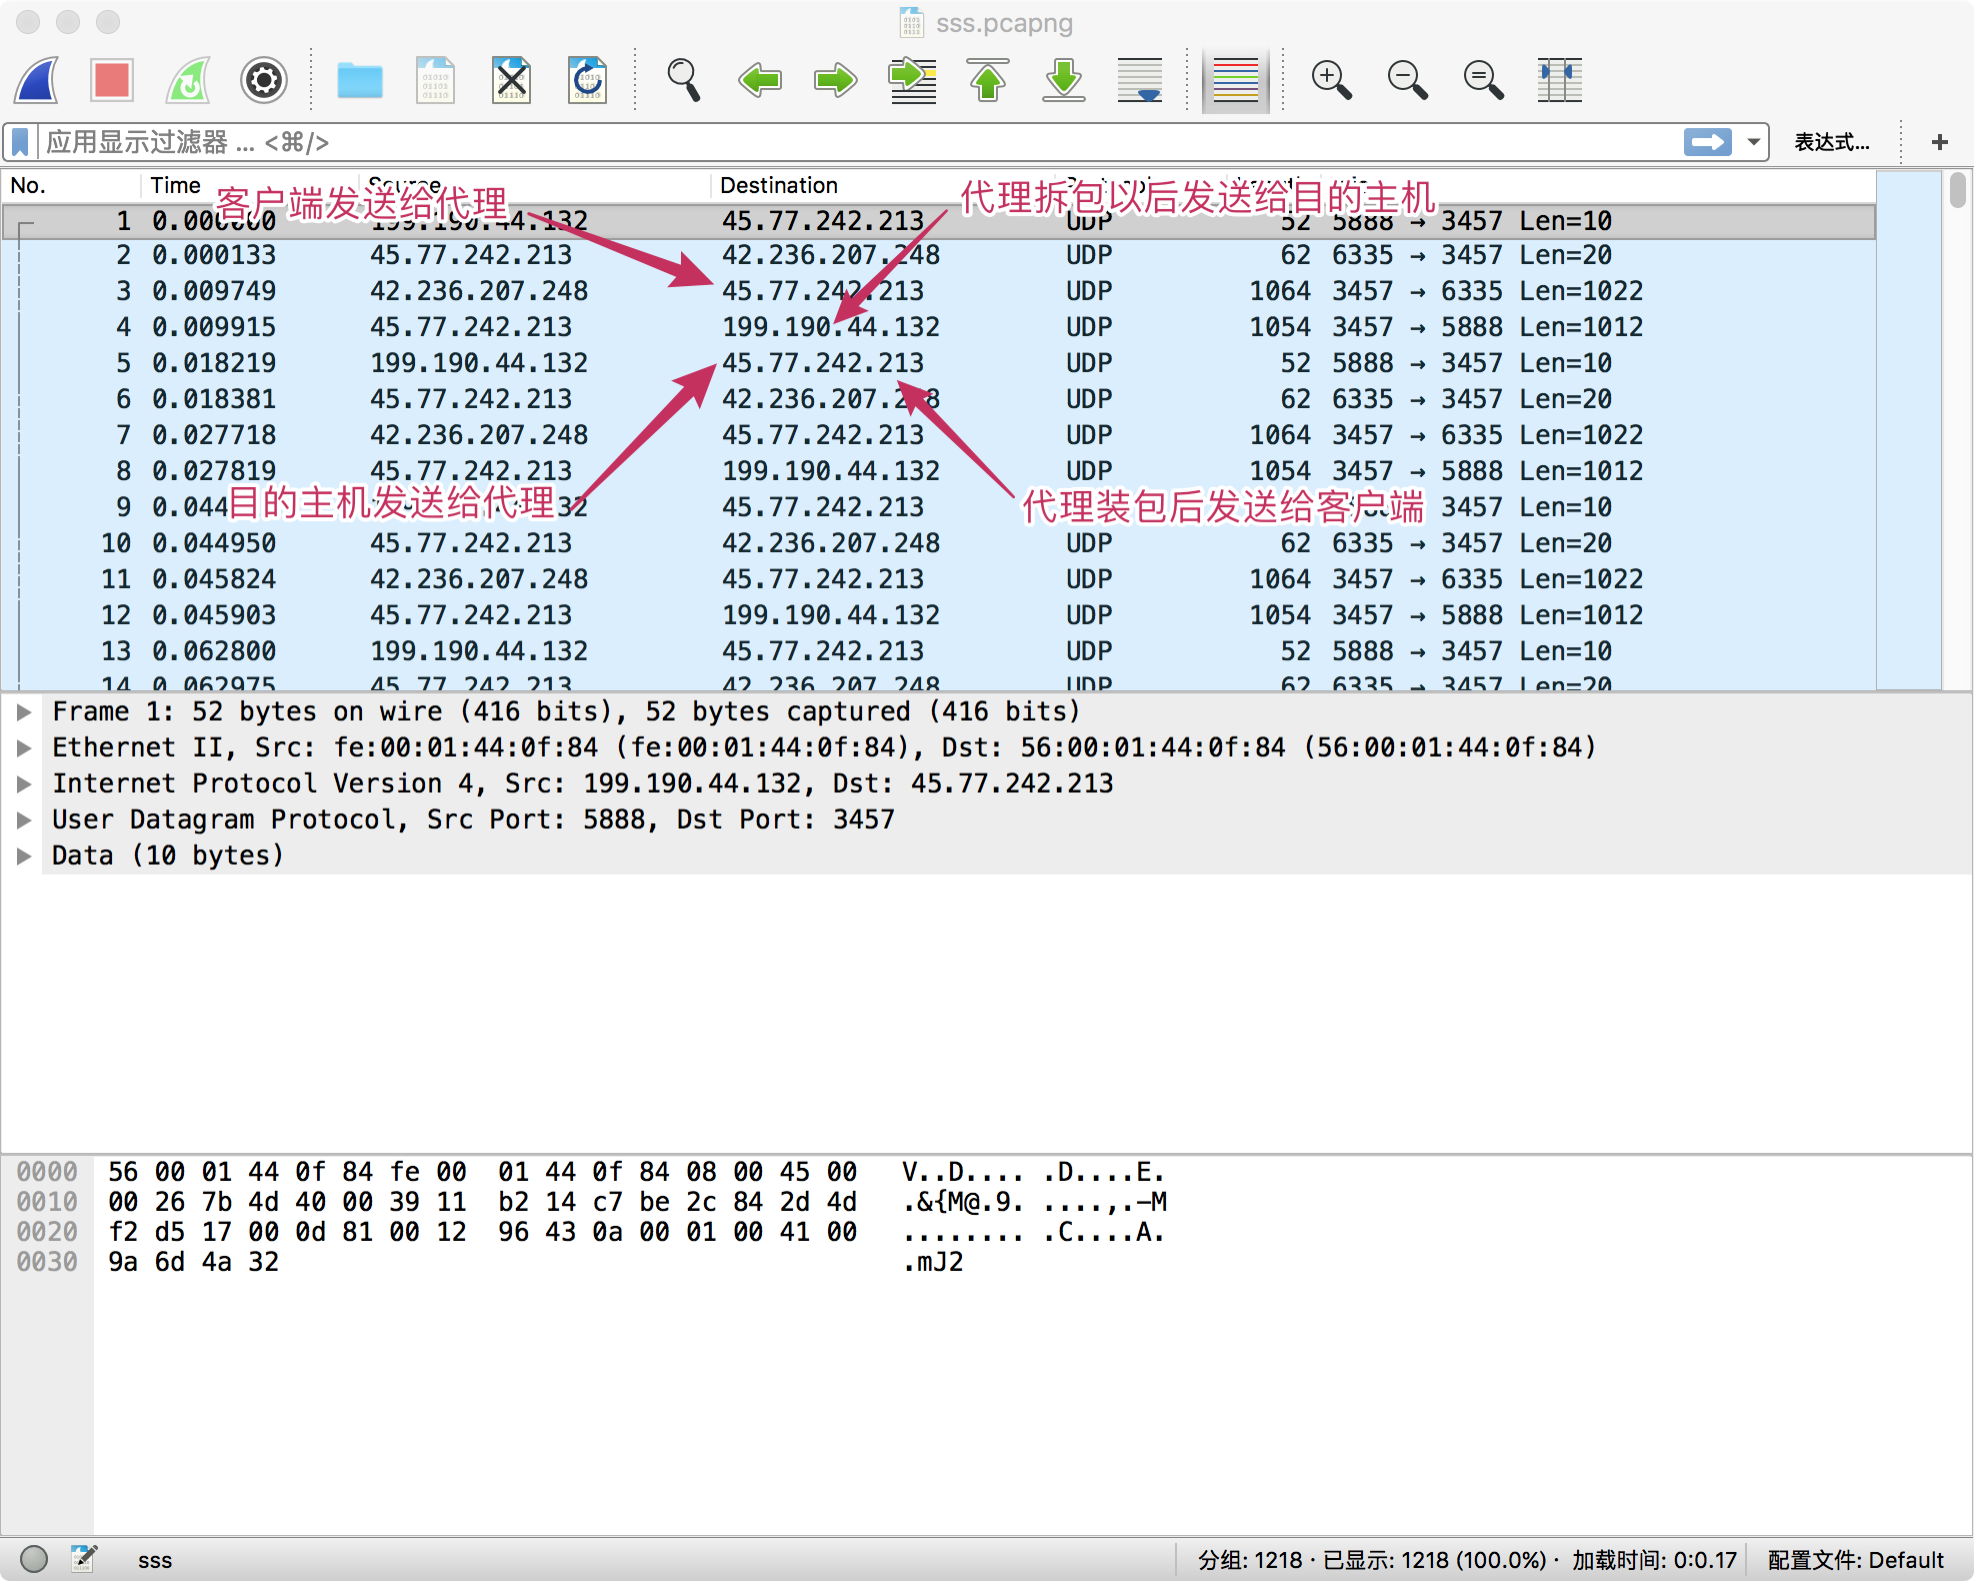 sss.pcapng
应用显示过滤器 ... <⌘/>
表达式... +
No. Time Source Destination
客户端发送给代理
代理拆包以后发送给目的主机
1 0.000000 199.190.44.132 45.77.242.213 UDP 52 5888 → 3457 Len=10
2 0.000133 45.77.242.213 42.236.207.248 UDP 62 6335 → 3457 Len=20
3 0.009749 42.236.207.248 45.77.242.213 UDP 1064 3457 → 6335 Len=1022
4 0.009915 45.77.242.213 199.190.44.132 UDP 1054 3457 → 5888 Len=1012
5 0.018219 199.190.44.132 45.77.242.213 UDP 52 5888 → 3457 Len=10
6 0.018381 45.77.242.213 42.236.207.248 UDP 62 6335 → 3457 Len=20
7 0.027718 42.236.207.248 45.77.242.213 UDP 1064 3457 → 6335 Len=1022
8 0.027819 45.77.242.213 199.190.44.132 UDP 1054 3457 → 5888 Len=1012
目的主机发送给代理
代理装包后发送给客户端
9 45.77.242.213 3457 Len=10
10 0.044950 45.77.242.213 42.236.207.248 UDP 62 6335 → 3457 Len=20
11 0.045824 42.236.207.248 45.77.242.213 UDP 1064 3457 → 6335 Len=1022
12 0.045903 45.77.242.213 199.190.44.132 UDP 1054 3457 → 5888 Len=1012
13 0.062800 199.190.44.132 45.77.242.213 UDP 52 5888 → 3457 Len=10
14 0.062975 45.77.242.213 42.236.207.248 UDP 62 6335 → 3457 Len=20
Frame 1: 52 bytes on wire (416 bits), 52 bytes captured (416 bits)
Ethernet II, Src: fe:00:01:44:0f:84 (fe:00:01:44:0f:84), Dst: 56:00:01:44:0f:84 (56:00:01:44:0f:84)
Internet Protocol Version 4, Src: 199.190.44.132, Dst: 45.77.242.213
User Datagram Protocol, Src Port: 5888, Dst Port: 3457
Data (10 bytes)
0000 56 00 01 44 0f 84 fe 00 01 44 0f 84 08 00 45 00 V..D.... .D....E.
0010 00 26 7b 4d 40 00 39 11 b2 14 c7 be 2c 84 2d 4d .&{M@.9. ....,.-M
0020 f2 d5 17 00 0d 81 00 12 96 43 0a 00 01 00 41 00 ........ .C....A.
0030 9a 6d 4a 32 .mJ2
sss 分组: 1218 · 已显示: 1218 (100.0%) · 加载时间: 0:0.17 配置文件: Default